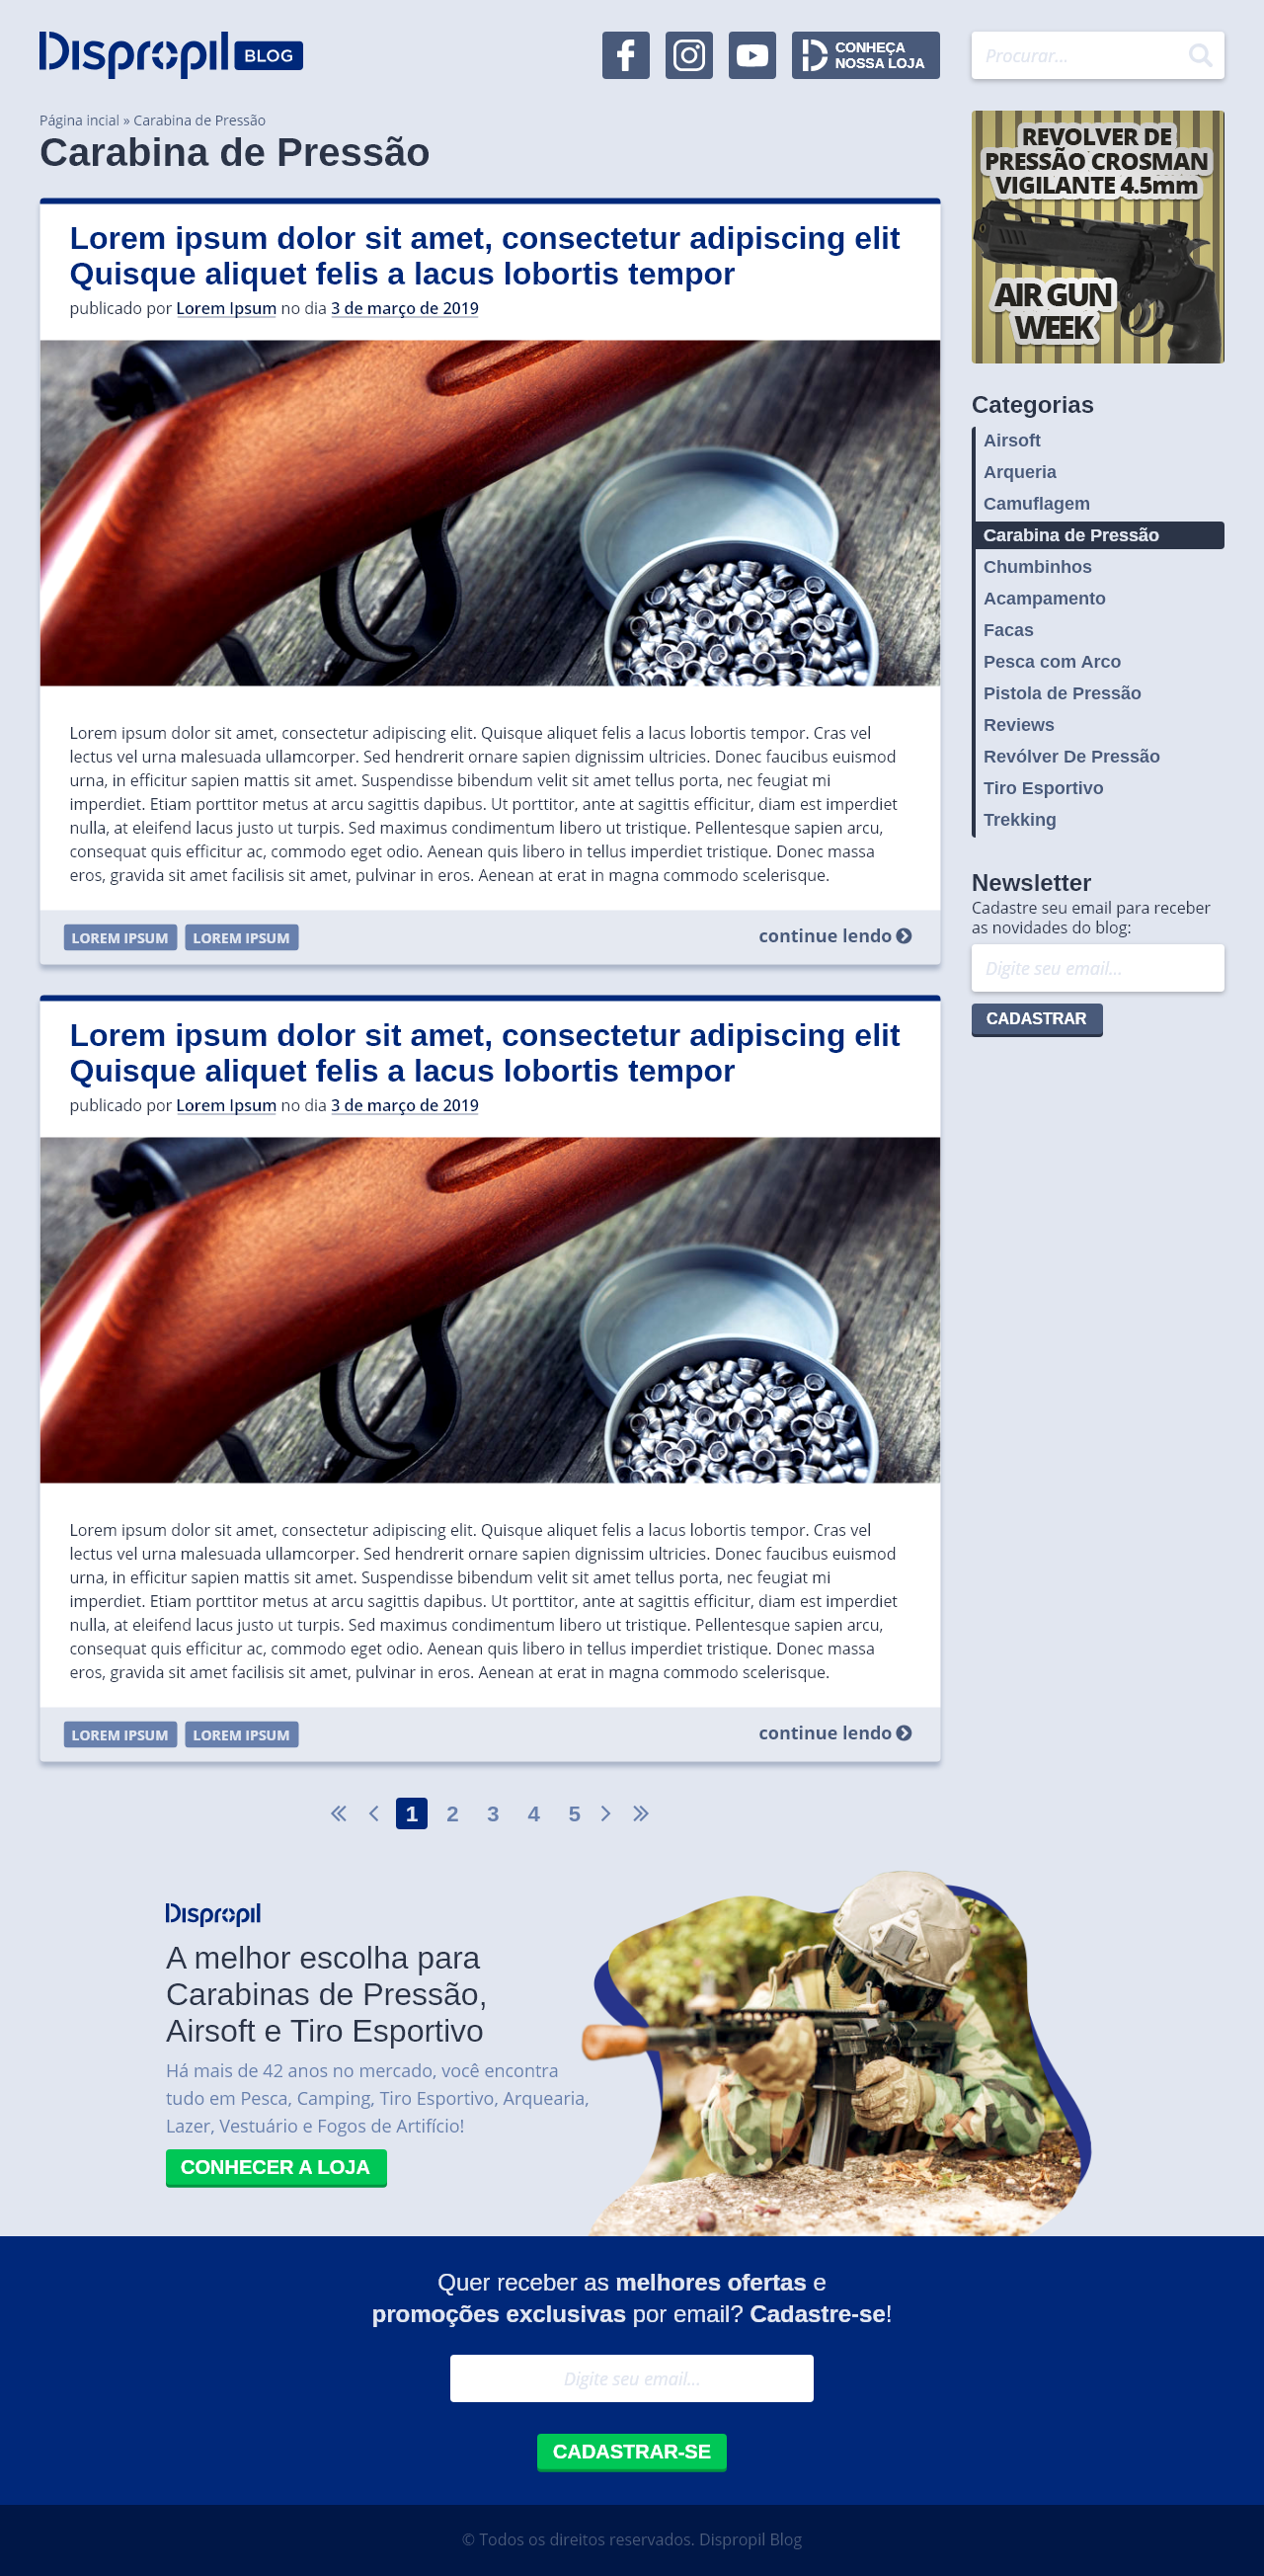 Dispropil BLOG
CONHEÇA
NOSSA LOJA
Procurar...
Página incial » Carabina de Pressão
Carabina de Pressão
Lorem ipsum dolor sit amet, consectetur adipiscing elit
Quisque aliquet felis a lacus lobortis tempor
publicado por Lorem Ipsum no dia 3 de março de 2019
Lorem ipsum dolor sit amet, consectetur adipiscing elit. Quisque aliquet felis a lacus lobortis tempor. Cras vel
lectus vel urna malesuada ullamcorper. Sed hendrerit ornare sapien dignissim ultricies. Donec faucibus euismod
urna, in efficitur sapien mattis sit amet. Suspendisse bibendum velit sit amet tellus porta, nec feugiat mi
imperdiet. Etiam porttitor metus at arcu sagittis dapibus. Ut porttitor, ante at sagittis efficitur, diam est imperdiet
nulla, at eleifend lacus justo ut turpis. Sed maximus condimentum libero ut tristique. Pellentesque sapien arcu,
consequat quis efficitur ac, commodo eget odio. Aenean quis libero in tellus imperdiet tristique. Donec massa
eros, gravida sit amet facilisis sit amet, pulvinar in eros. Aenean at erat in magna commodo scelerisque.
LOREM IPSUM LOREM IPSUM continue lendo
Lorem ipsum dolor sit amet, consectetur adipiscing elit
Quisque aliquet felis a lacus lobortis tempor
publicado por Lorem Ipsum no dia 3 de março de 2019
Lorem ipsum dolor sit amet, consectetur adipiscing elit. Quisque aliquet felis a lacus lobortis tempor. Cras vel
lectus vel urna malesuada ullamcorper. Sed hendrerit ornare sapien dignissim ultricies. Donec faucibus euismod
urna, in efficitur sapien mattis sit amet. Suspendisse bibendum velit sit amet tellus porta, nec feugiat mi
imperdiet. Etiam porttitor metus at arcu sagittis dapibus. Ut porttitor, ante at sagittis efficitur, diam est imperdiet
nulla, at eleifend lacus justo ut turpis. Sed maximus condimentum libero ut tristique. Pellentesque sapien arcu,
consequat quis efficitur ac, commodo eget odio. Aenean quis libero in tellus imperdiet tristique. Donec massa
eros, gravida sit amet facilisis sit amet, pulvinar in eros. Aenean at erat in magna commodo scelerisque.
LOREM IPSUM LOREM IPSUM continue lendo
1 2 3 4 5
REVOLVER DE
PRESSÃO CROSMAN
VIGILANTE 4.5mm
AIR GUN
WEEK
Categorias
Airsoft
Arqueria
Camuflagem
Carabina de Pressão
Chumbinhos
Acampamento
Facas
Pesca com Arco
Pistola de Pressão
Reviews
Revólver De Pressão
Tiro Esportivo
Trekking
Newsletter
Cadastre seu email para receber
as novidades do blog:
Digite seu email...
CADASTRAR
Dispropil
A melhor escolha para
Carabinas de Pressão,
Airsoft e Tiro Esportivo
Há mais de 42 anos no mercado, você encontra
tudo em Pesca, Camping, Tiro Esportivo, Arquearia,
Lazer, Vestuário e Fogos de Artifício!
CONHECER A LOJA
Quer receber as melhores ofertas e
promoções exclusivas por email? Cadastre-se!
Digite seu email...
CADASTRAR-SE
© Todos os direitos reservados. Dispropil Blog